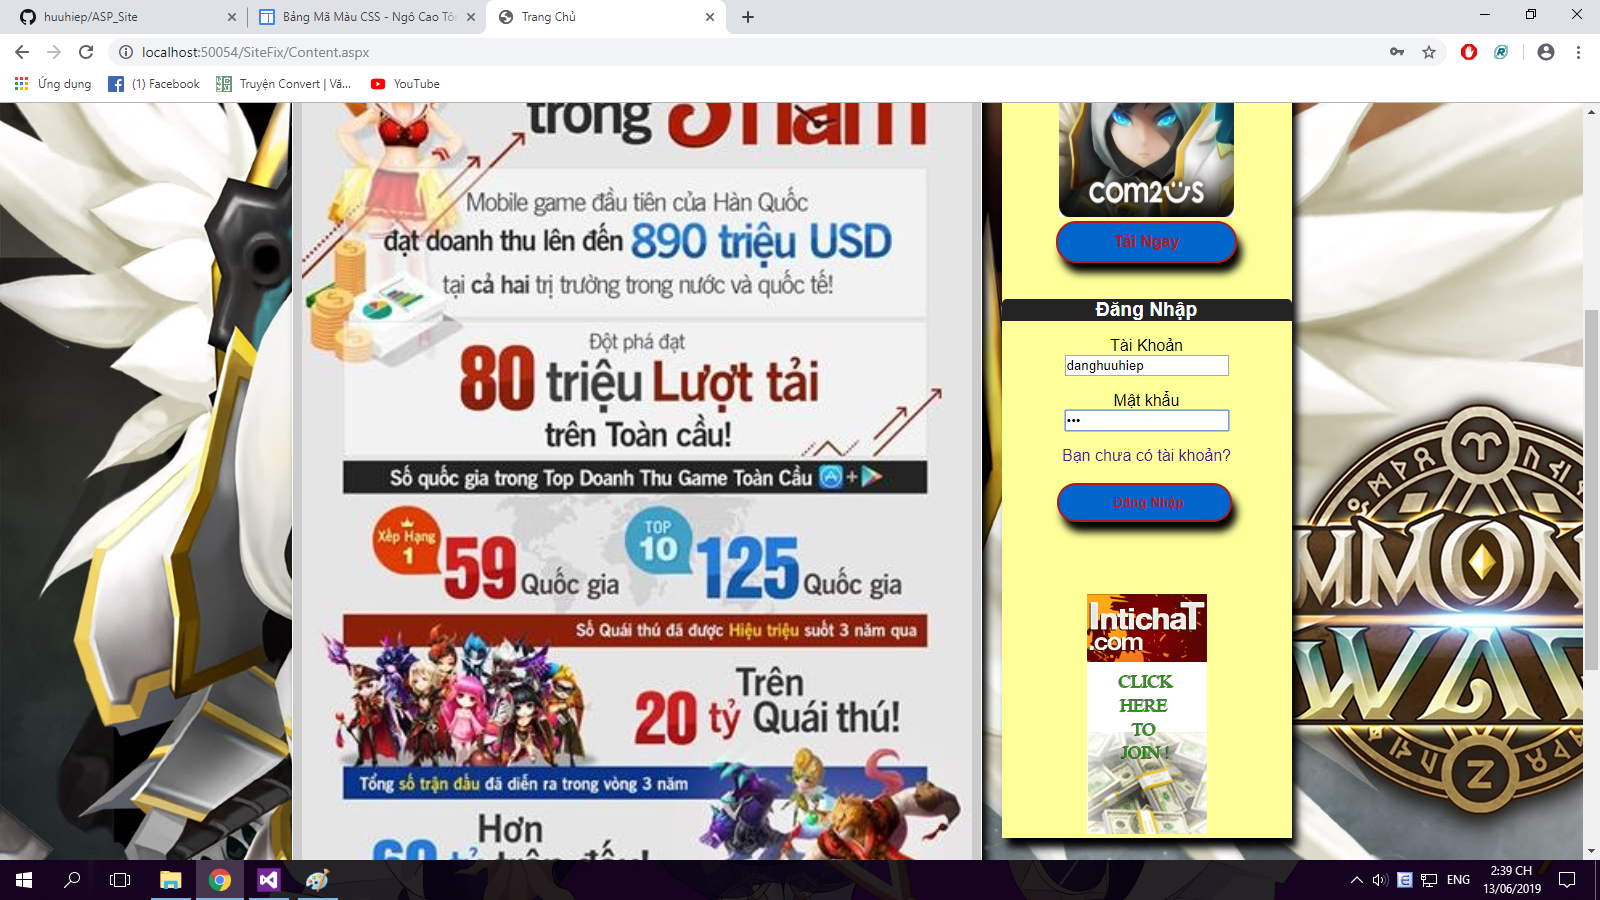 huuhiep/ASP_Site
Bảng Mã Màu CSS - Ngô Cao Tôn
Trang Chủ
localhost:50054/SiteFix/Content.aspx
Ứng dụng
(1) Facebook
Truyện Convert | Vă...
YouTube
trong 3 năm
Mobile game đầu tiên của Hàn Quốc
đạt doanh thu lên đến 890 triệu USD
tại cả hai trị trường trong nước và quốc tế!
Đột phá đạt
80 triệu Lượt tải
trên Toàn cầu!
Số quốc gia trong Top Doanh Thu Game Toàn Cầu +
Xếp Hạng
1
59 Quốc gia
TOP
10
125 Quốc gia
Số Quái thú đã được Hiệu triệu suốt 3 năm qua
Trên
20 tỷ Quái thú!
Tổng số trận đấu đã diễn ra trong vòng 3 năm
Hơn
com2us
Tải Ngay
Đăng Nhập
Tài Khoản
danghuuhiep
•••
Mật khẩu
Bạn chưa có tài khoản?
Đăng Nhập
IntichaT
.com
CLICK
HERE
TO
JOIN !
ENG
2:39 CH
13/06/2019